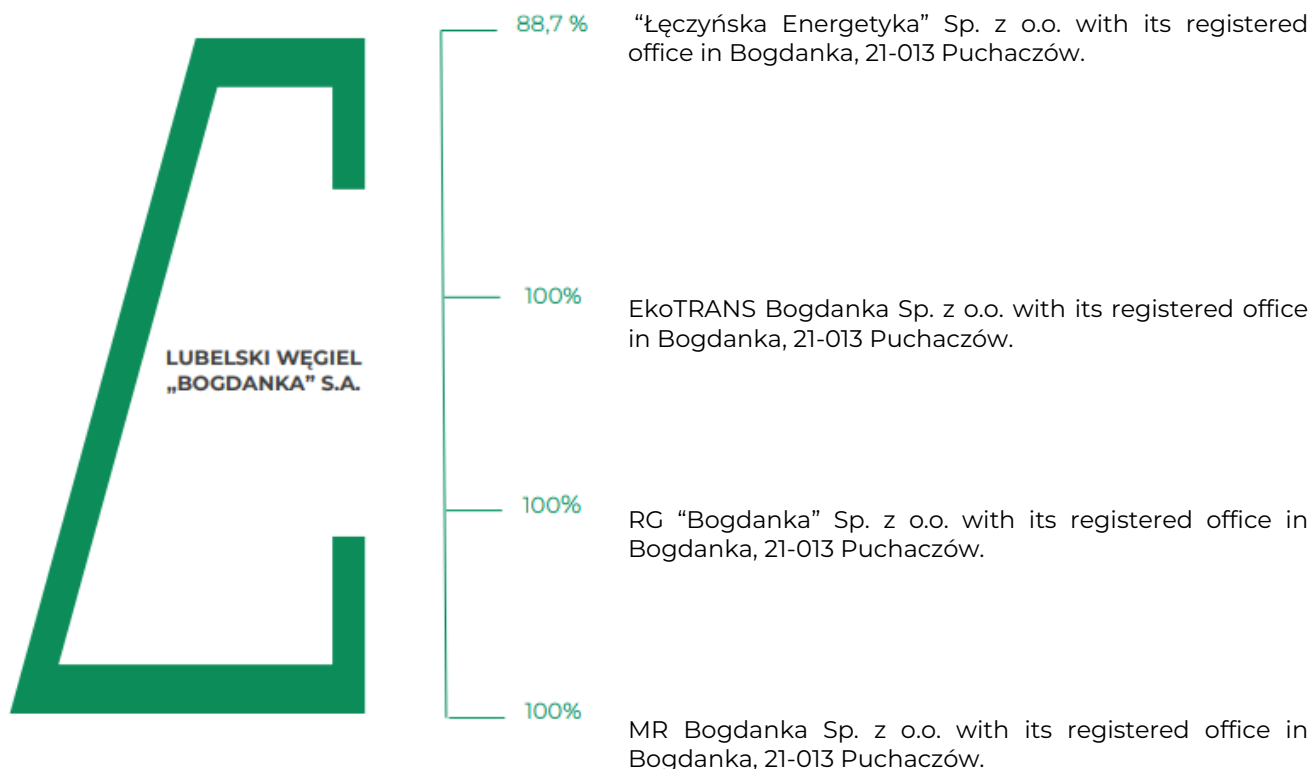 88,7 %
“Łęczyńska Energetyka” Sp. z o.o. with its registered
office in Bogdanka, 21-013 Puchaczów.
100%
EkoTRANS Bogdanka Sp. z o.o. with its registered office
in Bogdanka, 21-013 Puchaczów.
LUBELSKI WĘGIEL
„BOGDANKA” S.A.
100%
RG “Bogdanka” Sp. z o.o. with its registered office in
Bogdanka, 21-013 Puchaczów.
100%
MR Bogdanka Sp. z o.o. with its registered office in
Bogdanka, 21-013 Puchaczów.